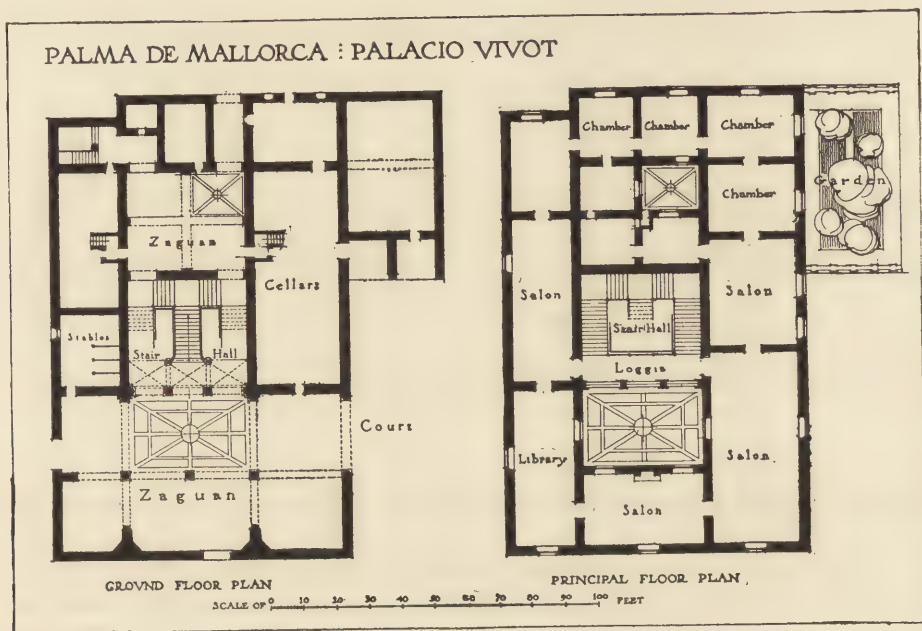 PALMA DE MALLORCA : PALACIO VIVOT
Zaguan
Cellars
Stables
Stair Hall
Court
Zaguan
GROVND FLOOR PLAN
Chamber Chamber Chamber
Garden
Chamber
Salon
Salon
Stair Hall
Loggia
Library
Salon
Salon
PRINCIPAL FLOOR PLAN
SCALE OF 0 10 20 30 40 50 60 70 80 90 100 FEET